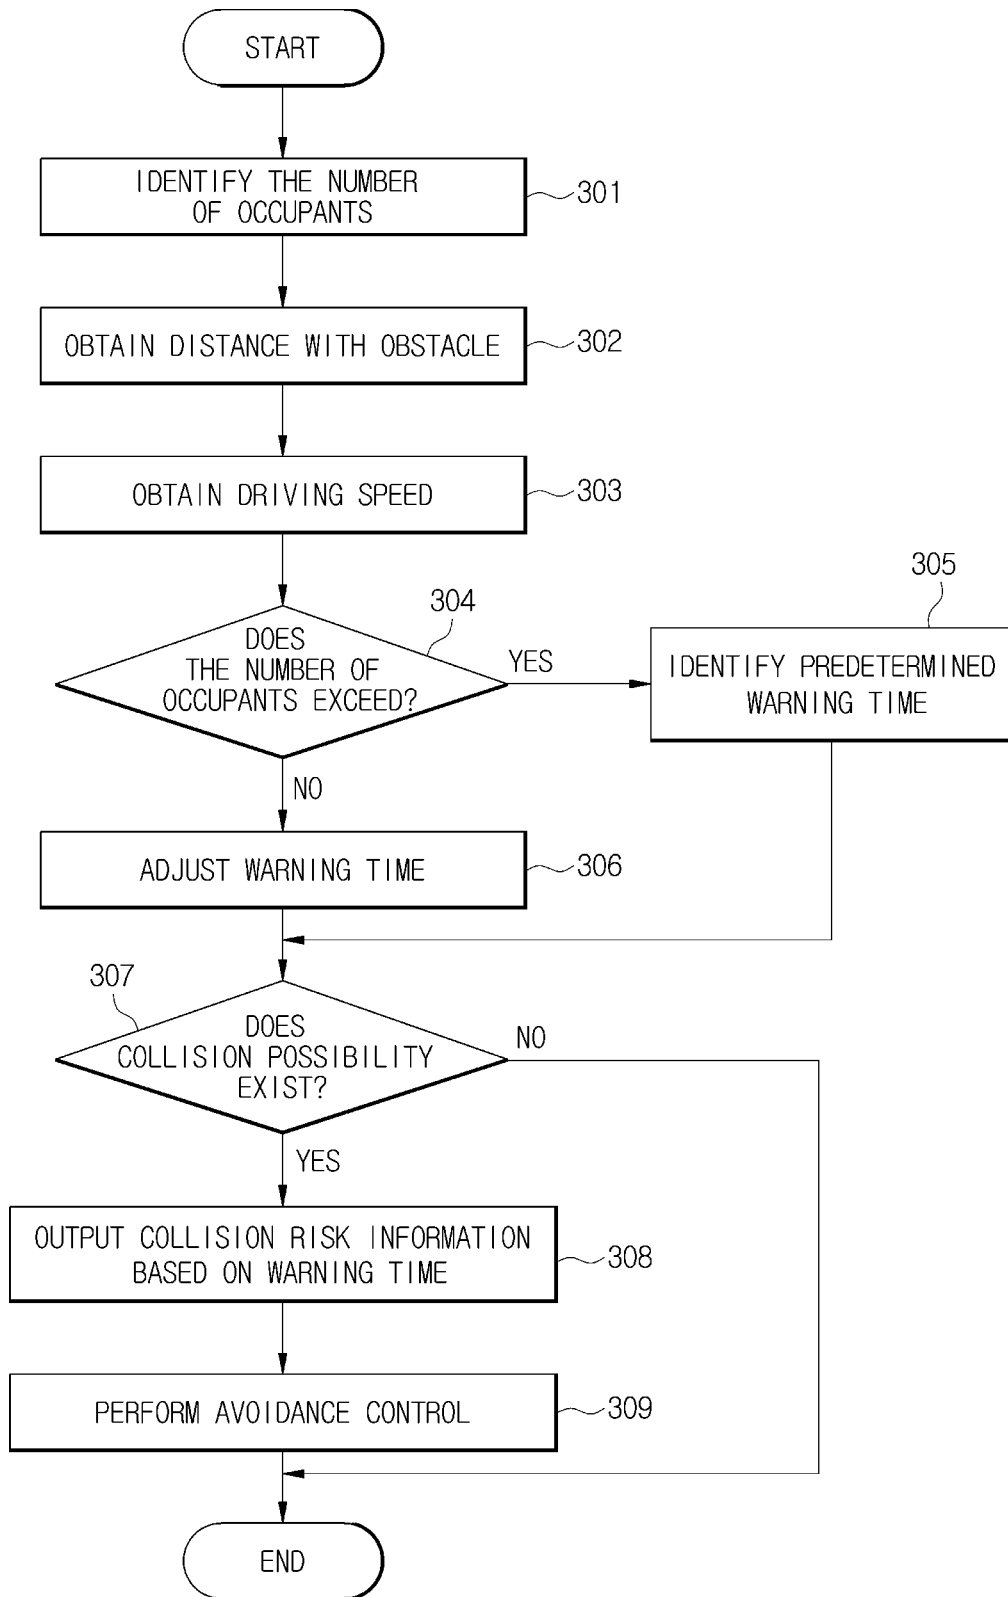 START
IDENTIFY THE NUMBER
OF OCCUPANTS
301
OBTAIN DISTANCE WITH OBSTACLE
302
OBTAIN DRIVING SPEED
303
304
DOES
THE NUMBER OF
OCCUPANTS EXCEED?
YES
305
IDENTIFY PREDETERMINED
WARNING TIME
NO
ADJUST WARNING TIME
306
307
DOES
COLLISION POSSIBILITY
EXIST?
NO
YES
OUTPUT COLLISION RISK INFORMATION
BASED ON WARNING TIME
308
PERFORM AVOIDANCE CONTROL
309
END